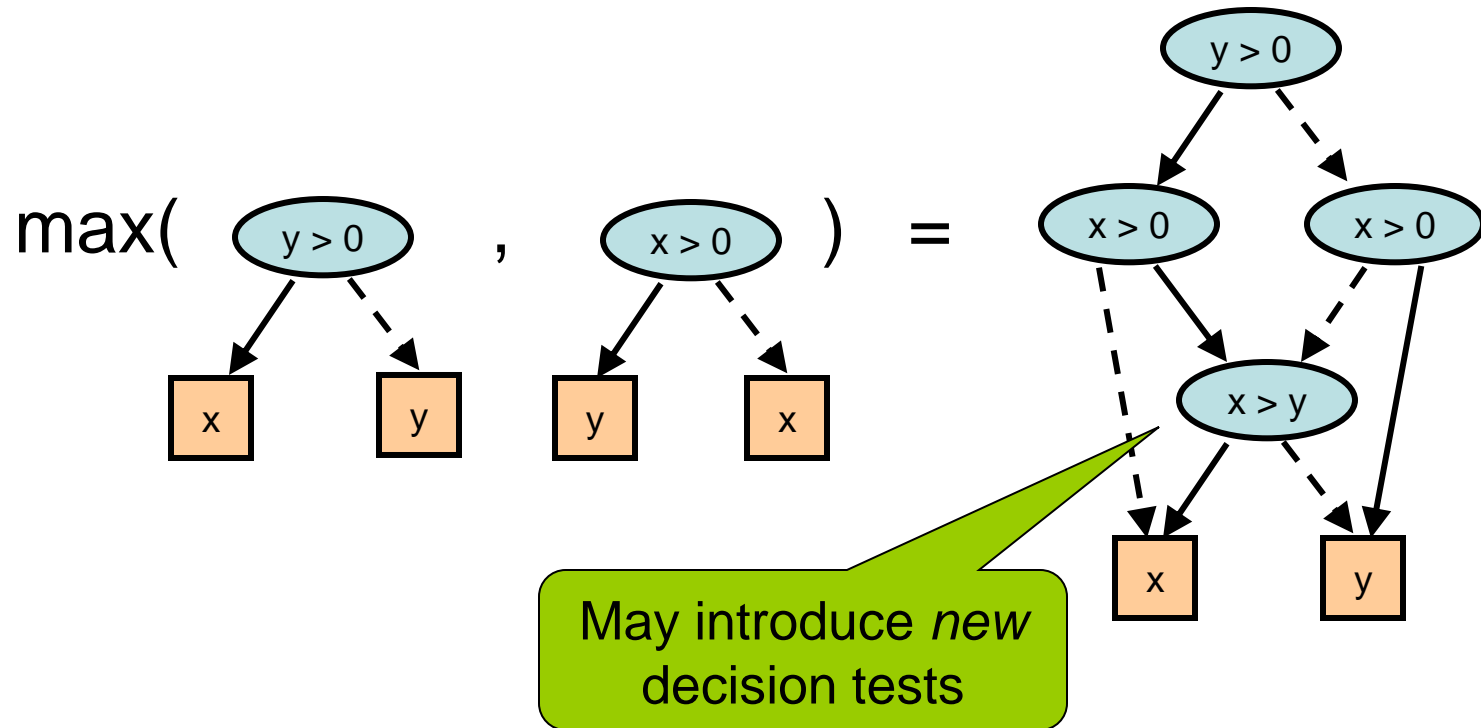 y > 0
max( y > 0 , x > 0 ) = x > 0 x > 0
x y y x x > y
x y
May introduce new
decision tests